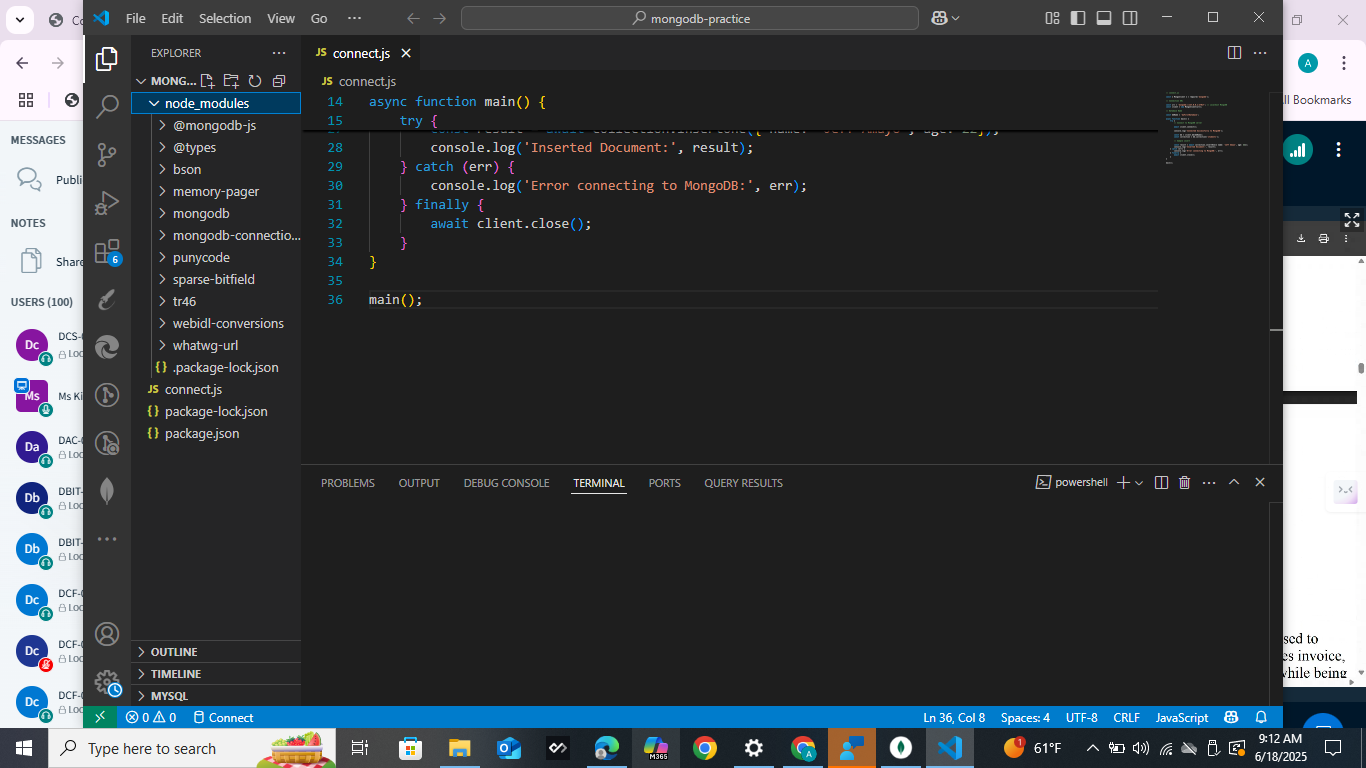 Co
File Edit Selection View Go ...
mongodb-practice
EXPLORER
MONG...
node_modules
@mongodb-js
@types
bson
memory-pager
mongodb
mongodb-connectio...
punycode
sparse-bitfield
tr46
webidl-conversions
whatwg-url
{} .package-lock.json
JS connect.js
{} package-lock.json
{} package.json
OUTLINE
TIMELINE
MYSQL
JS connect.js
JS connect.js
14 async function main() {
15 try {
28 console.log('Inserted Document:', result);
29 } catch (err) {
30 console.log('Error connecting to MongoDB:', err);
31 } finally {
32 await client.close();
33 }
34 }
35
36 main();
PROBLEMS OUTPUT DEBUG CONSOLE TERMINAL PORTS QUERY RESULTS
powershell
6
0 0 Connect
Ln 36, Col 8 Spaces: 4 UTF-8 CRLF JavaScript
MESSAGES
Publi
NOTES
Share
USERS (100)
Dc DCS-0
Loc
Ms Ms Ki
Da DAC-0
Loc
Db DBIT-
Loc
Db DBIT-
Loc
Dc DCF-0
Loc
Dc DCF-0
Loc
Dc DCF-0
Loc
A
ll Bookmarks
sed to
es invoice,
while being
Type here to search
M365
A
1
61°F
9:12 AM
6/18/2025